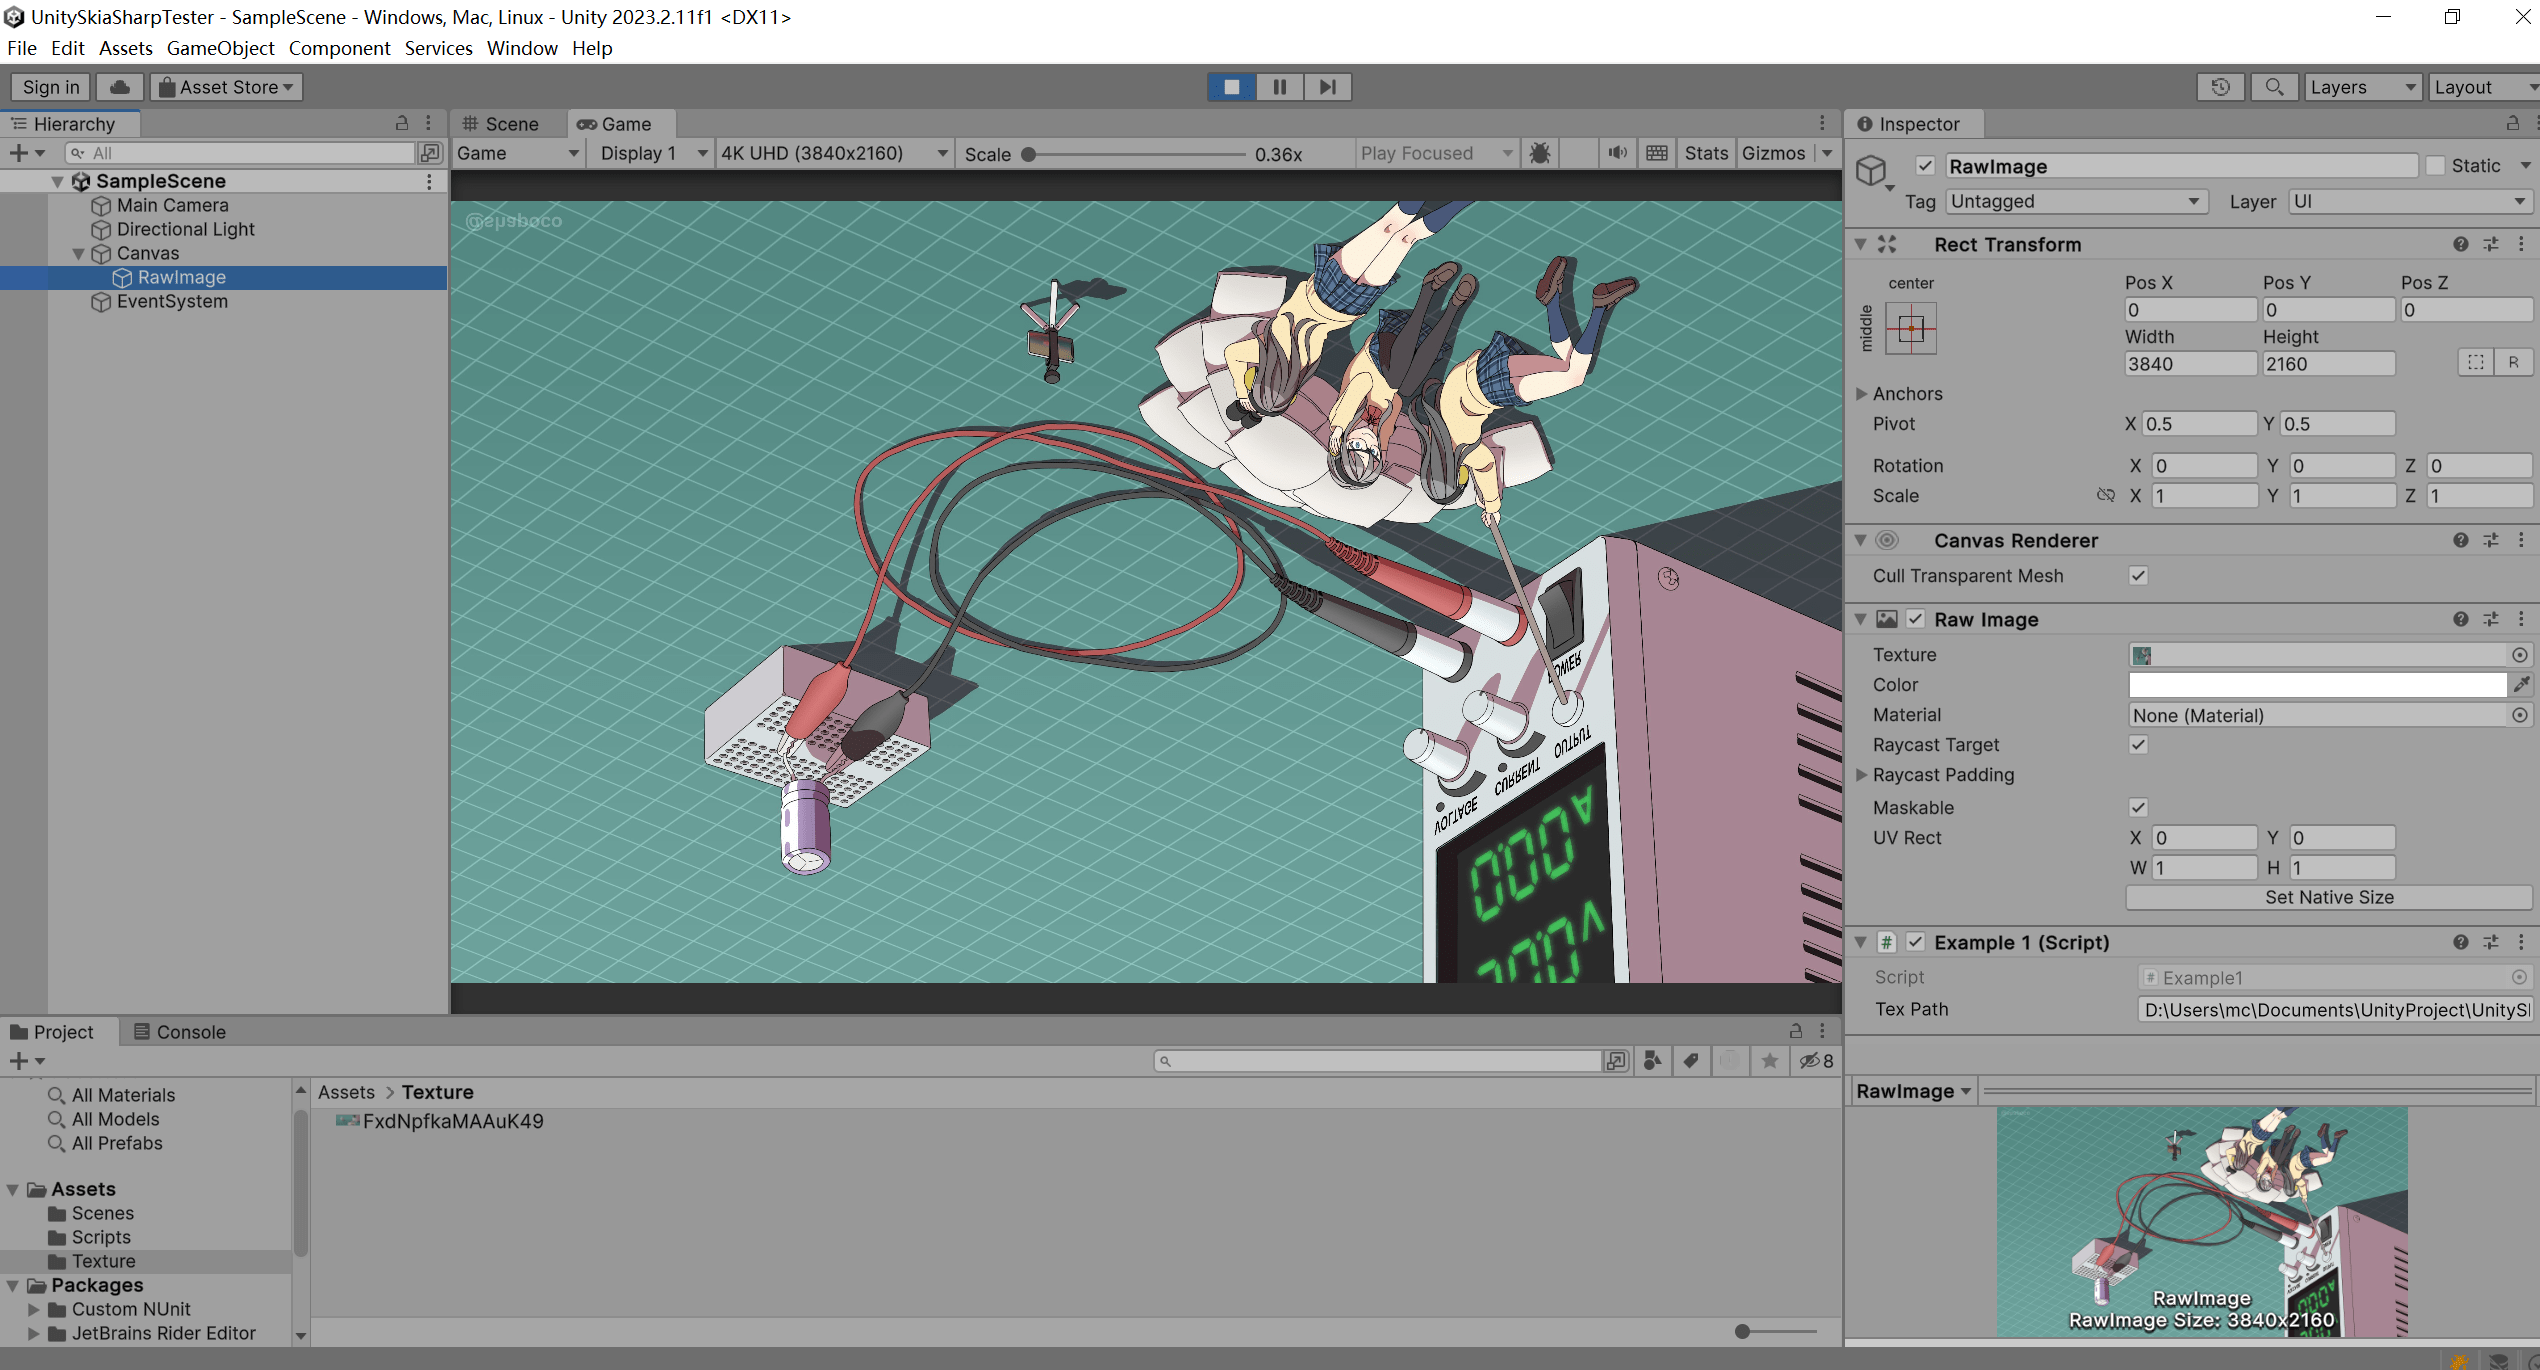 UnitySkiaSharpTester - SampleScene - Windows, Mac, Linux - Unity 2023.2.11f1 <DX11>
File Edit Assets GameObject Component Services Window Help
Sign in Asset Store Layers Layout
Hierarchy
All
SampleScene
Main Camera
Directional Light
Canvas
RawImage
EventSystem
Scene Game
Game Display 1 4K UHD (3840x2160) Scale 0.36x Play Focused Stats Gizmos
POWER
OUTPUT
CURRENT
VOLTAGE
0.00 A
Inspector
RawImage Static
Tag Untagged Layer UI
Rect Transform
center
middle
Pos X Pos Y Pos Z
0 0 0
Width Height
3840 2160
R
Anchors
Pivot X 0.5 Y 0.5
Rotation X 0 Y 0 Z 0
Scale X 1 Y 1 Z 1
Canvas Renderer
Cull Transparent Mesh
Raw Image
Texture
Color
Material None (Material)
Raycast Target
Raycast Padding
Maskable
UV Rect X 0 Y 0
W 1 H 1
Set Native Size
# Example 1 (Script)
Script # Example1
Tex Path D:\Users\mc\Documents\UnityProject\UnityS
RawImage
RawImage
RawImage Size: 3840x2160
Project Console
8
All Materials
All Models
All Prefabs
Assets
Scenes
Scripts
Texture
Packages
Custom NUnit
JetBrains Rider Editor
Assets > Texture
FxdNpfkaMAAuK49